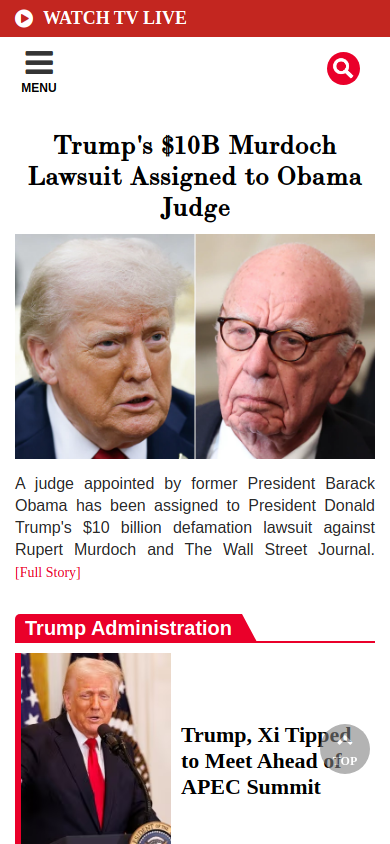 WATCH TV LIVE
MENU
Trump's $10B Murdoch
Lawsuit Assigned to Obama
Judge
A judge appointed by former President Barack
Obama has been assigned to President Donald
Trump's $10 billion defamation lawsuit against
Rupert Murdoch and The Wall Street Journal.
[Full Story]
Trump Administration
Trump, Xi Tipped
to Meet Ahead of
APEC Summit
TOP